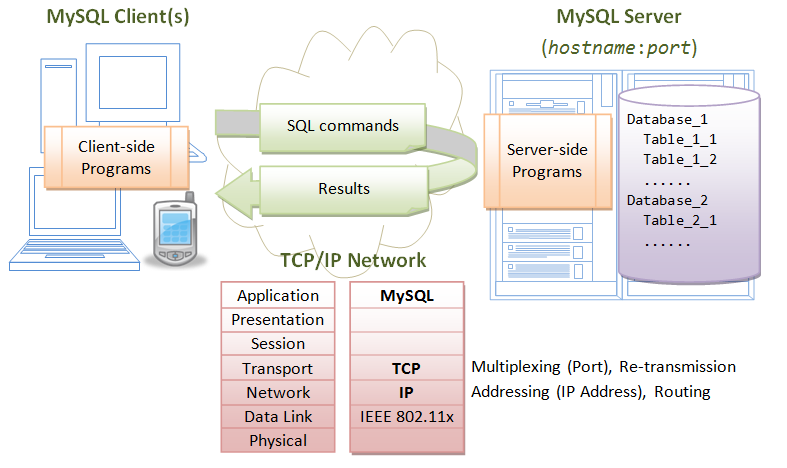 MySQL Client(s)
MySQL Server
(hostname:port)
Client-side
Programs
SQL commands
Results
Server-side
Programs
Database_1
Table_1_1
Table_1_2
......
Database_2
Table_2_1
......
TCP/IP Network
Application
MySQL
Presentation
Session
Transport
TCP
Multiplexing (Port), Re-transmission
Network
IP
Addressing (IP Address), Routing
Data Link
IEEE 802.11x
Physical